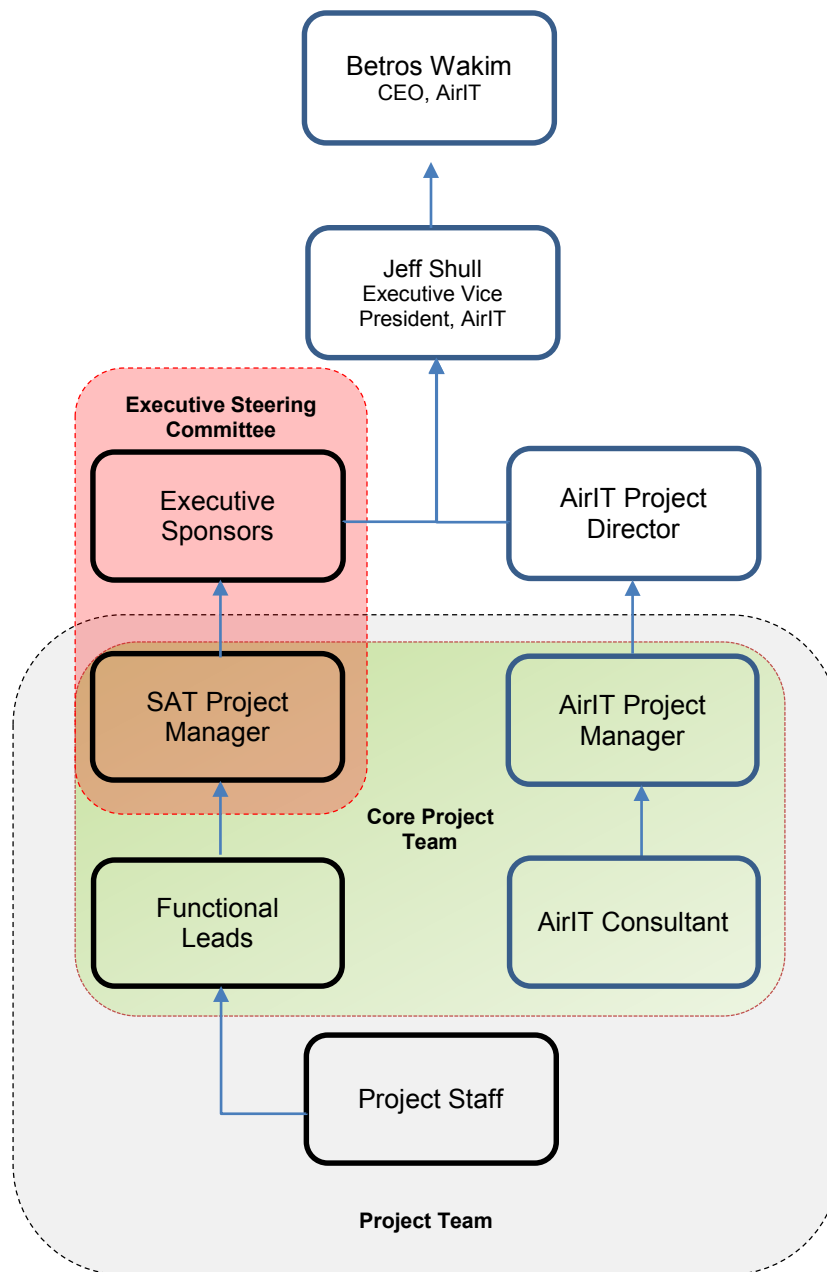 Betros Wakim
CEO, AirIT
Jeff Shull
Executive Vice
President, AirIT
Executive Steering
Committee
Executive
Sponsors
AirIT Project
Director
SAT Project
Manager
AirIT Project
Manager
Core Project
Team
Functional
Leads
AirIT Consultant
Project Staff
Project Team